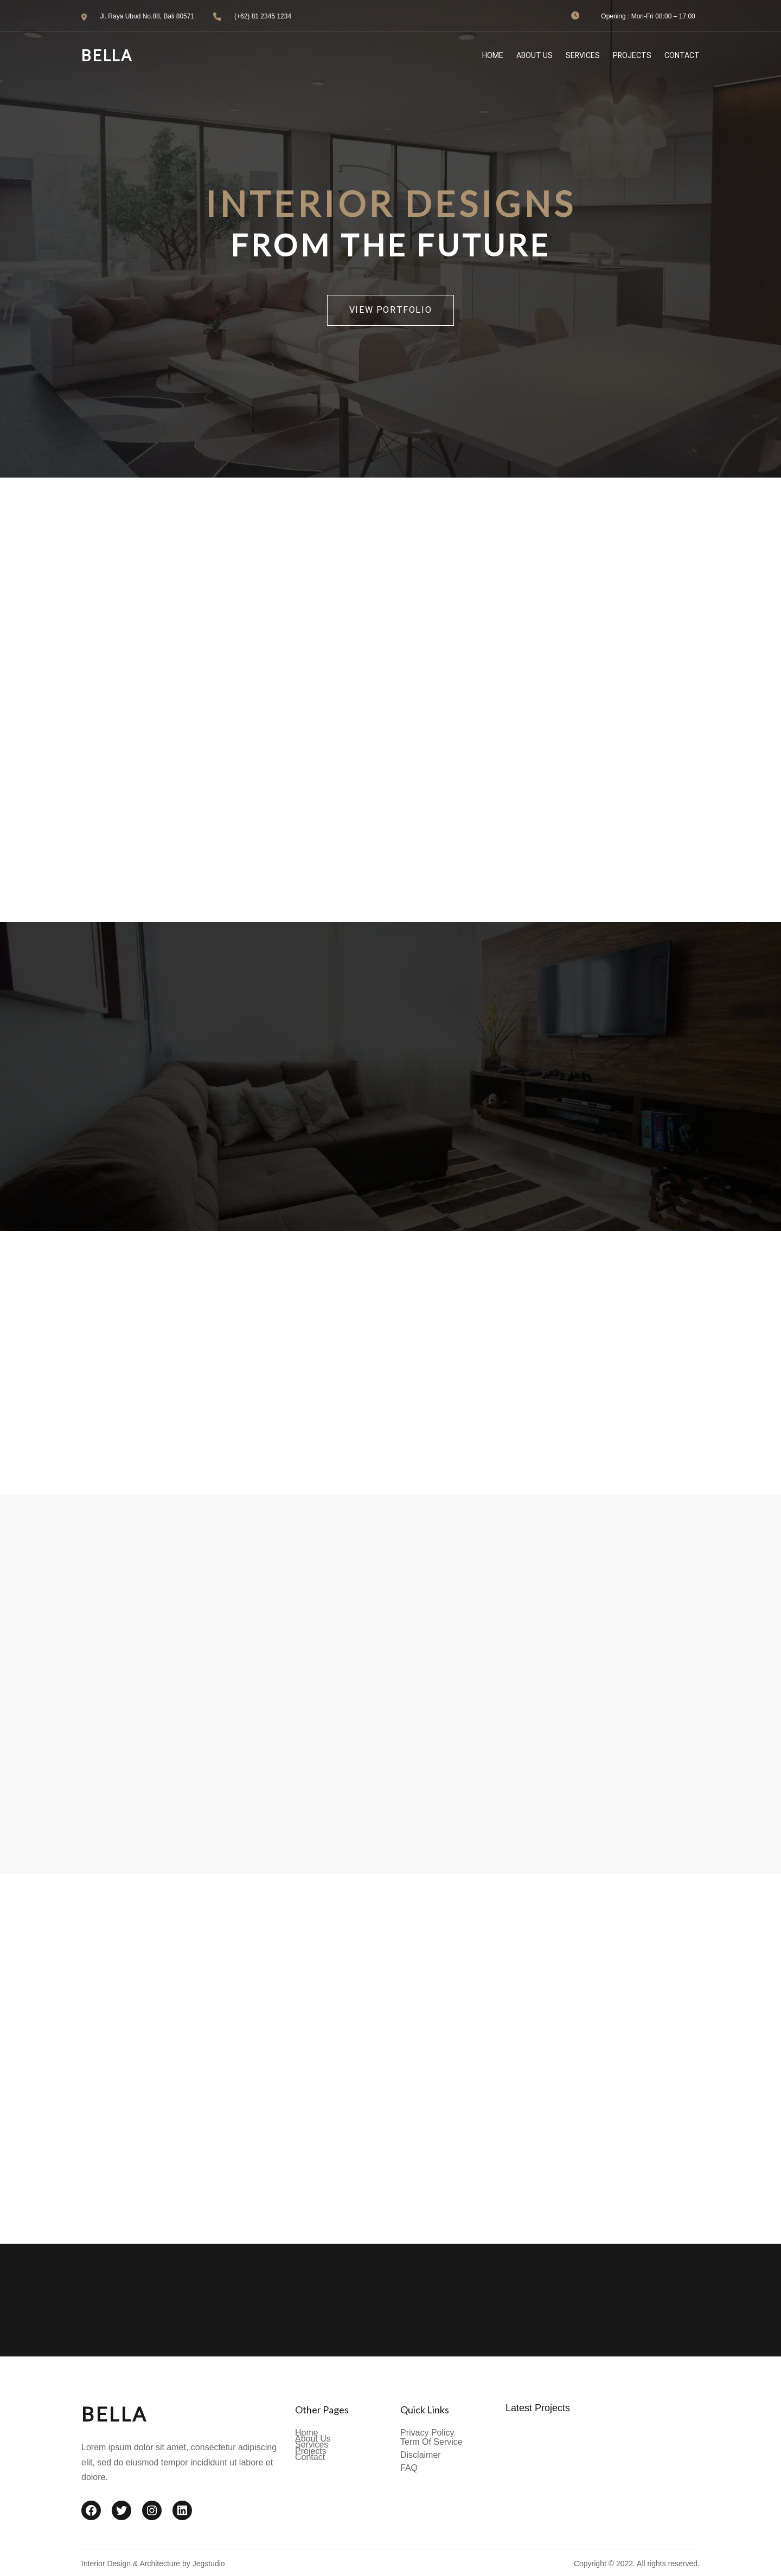 Jl. Raya Ubud No.88, Bali 80571
(+62) 81 2345 1234
Opening : Mon-Fri 08:00 – 17:00
BELLA
HOME
ABOUT US
SERVICES
PROJECTS
CONTACT
INTERIOR DESIGNS
FROM THE FUTURE
VIEW PORTFOLIO
BELLA
Lorem ipsum dolor sit amet, consectetur adipiscing
elit, sed do eiusmod tempor incididunt ut labore et
dolore.
Other Pages
Home
About Us
Services
Projects
Contact
Quick Links
Privacy Policy
Term Of Service
Disclaimer
FAQ
Latest Projects
Interior Design & Architecture by Jegstudio
Copyright © 2022. All rights reserved.